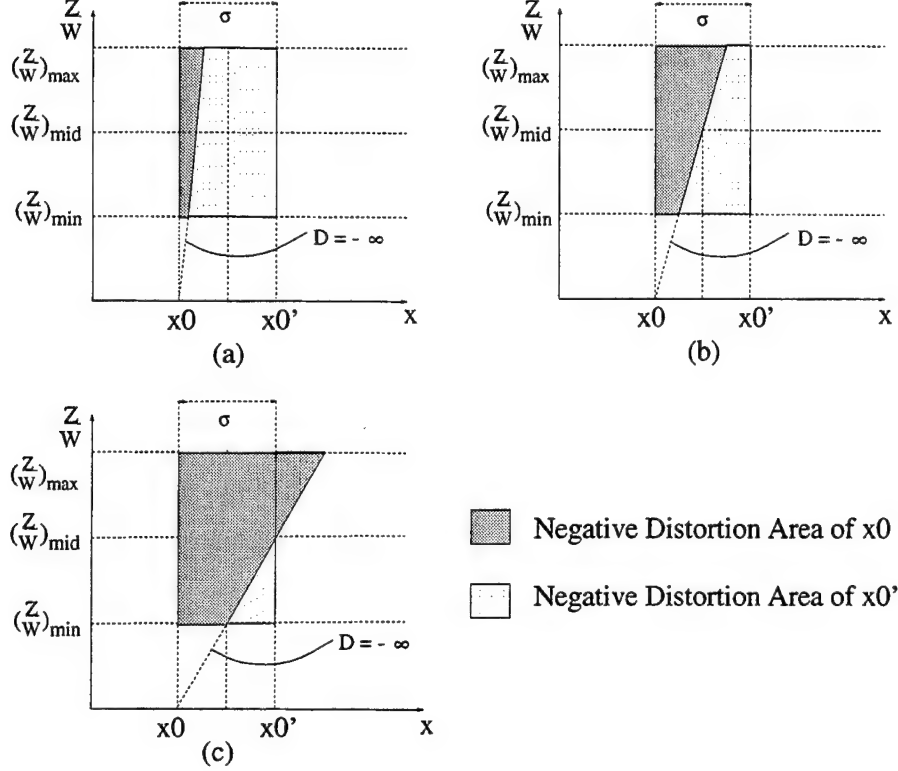 Z
W
σ
(Z/W)max
(Z/W)mid
(Z/W)min
D = - ∞
x0
x0’
x
(a)
Z
W
σ
(Z/W)max
(Z/W)mid
(Z/W)min
D = - ∞
x0
x0’
x
(b)
Z
W
σ
(Z/W)max
(Z/W)mid
(Z/W)min
D = - ∞
x0
x0’
x
(c)
Negative Distortion Area of x0
Negative Distortion Area of x0’